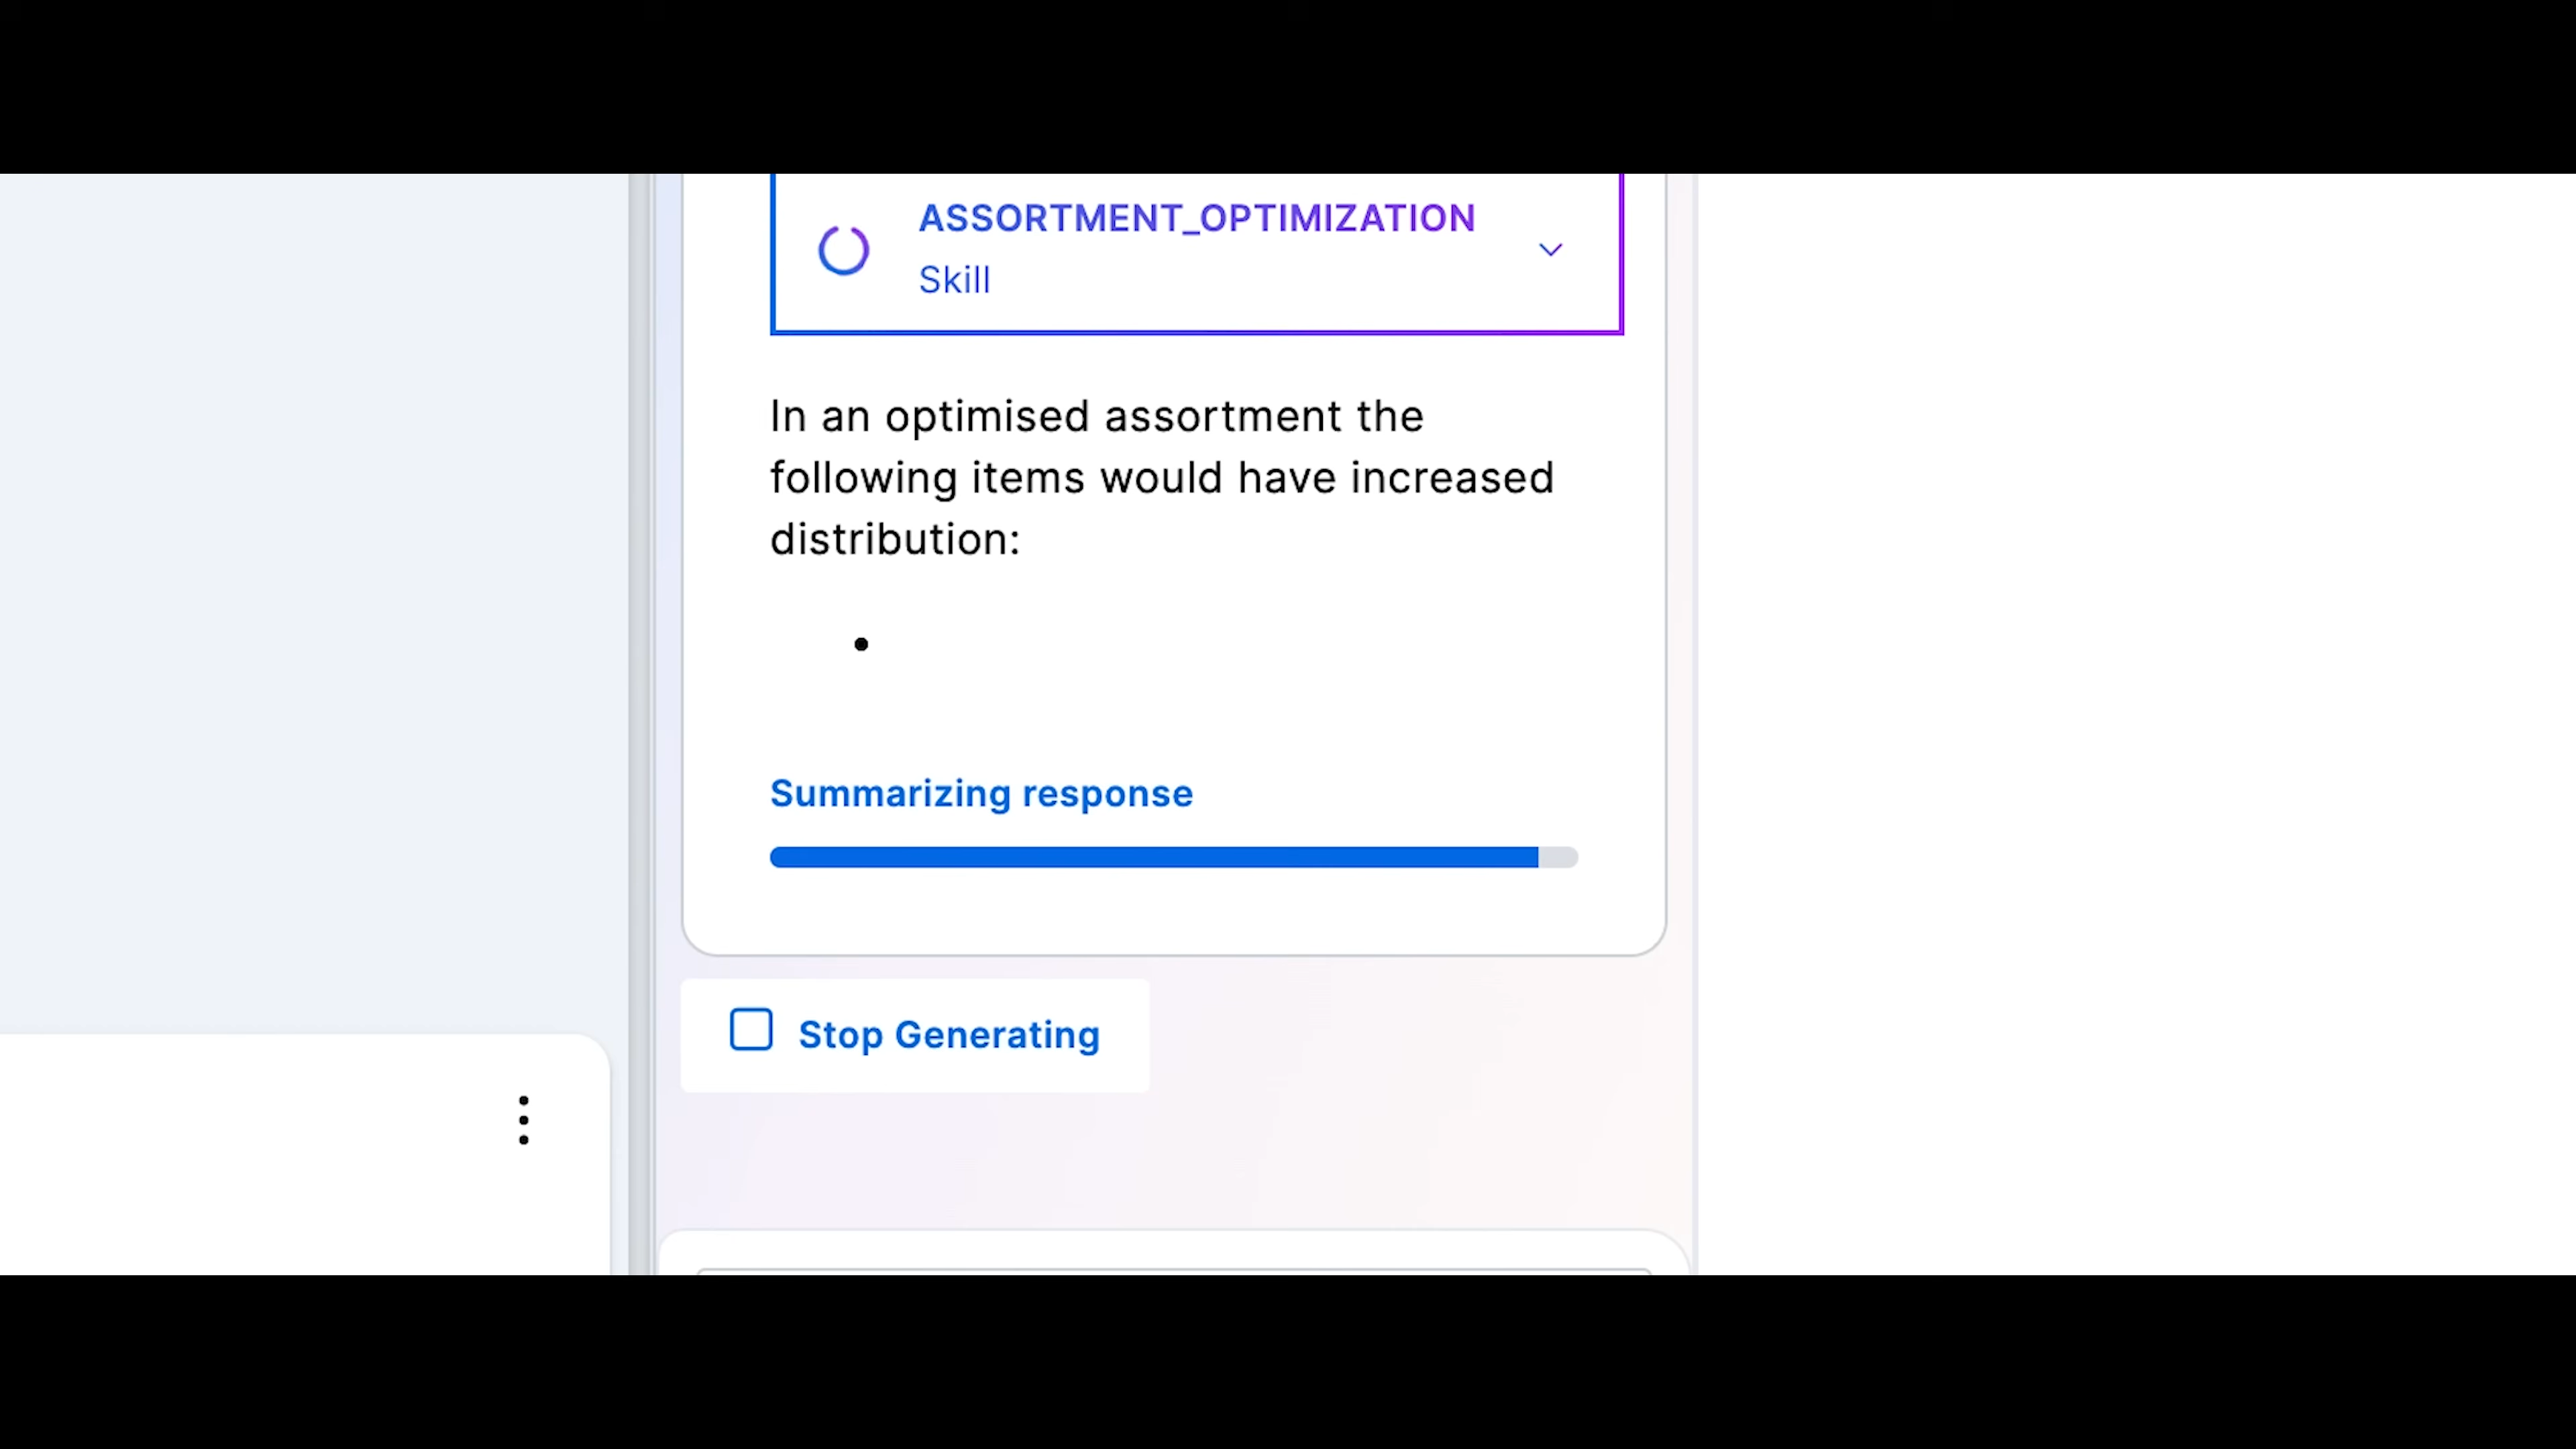 ASSORTMENT_OPTIMIZATION
Skill
In an optimised assortment the
following items would have increased
distribution:
•
Summarizing response
Stop Generating